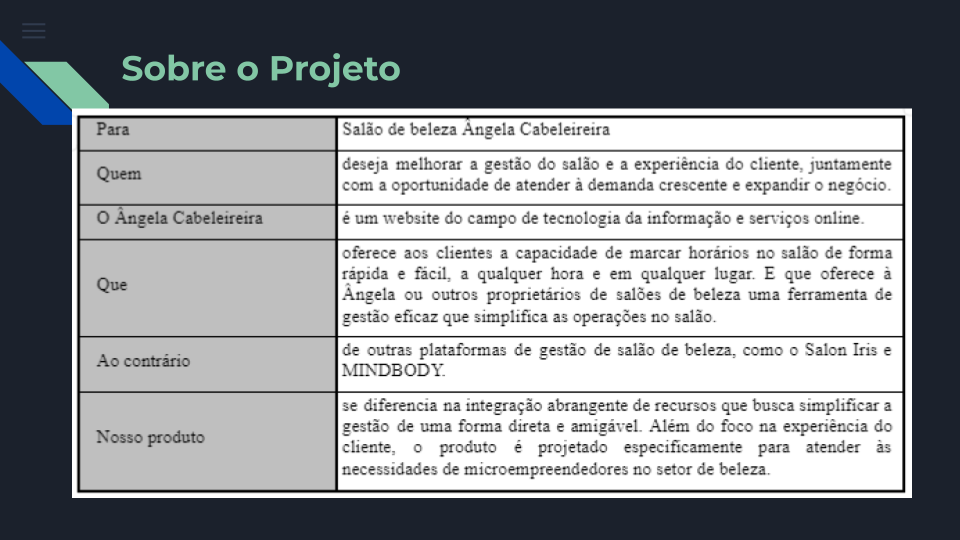 Sobre o Projeto
Para
Salão de beleza Ângela Cabeleireira
Quem
deseja melhorar a gestão do salão e a experiência do cliente, juntamente
com a oportunidade de atender à demanda crescente e expandir o negócio.
O Ângela Cabeleireira
é um website do campo de tecnologia da informação e serviços online.
Que
oferece aos clientes a capacidade de marcar horários no salão de forma
rápida e fácil, a qualquer hora e em qualquer lugar. E que oferece à
Ângela ou outros proprietários de salões de beleza uma ferramenta de
gestão eficaz que simplifica as operações no salão.
Ao contrário
de outras plataformas de gestão de salão de beleza, como o Salon Iris e
MINDBODY.
Nosso produto
se diferencia na integração abrangente de recursos que busca simplificar a
gestão de uma forma direta e amigável. Além do foco na experiência do
cliente, o produto é projetado especificamente para atender às
necessidades de microempreendedores no setor de beleza.